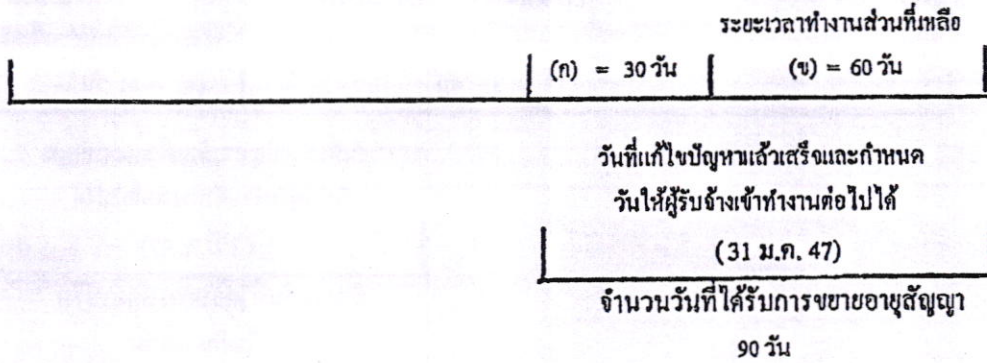 ระยะเวลาทำงานส่วนที่เหลือ
(ก) = 30 วัน (ข) = 60 วัน
วันที่แก้ไขปัญหาแล้วเสร็จและกำหนด
วันให้ผู้รับจ้างเข้าทำงานต่อไปได้
(31 ม.ค. 47)
จำนวนวันที่ได้รับการขยายอายุสัญญา
90 วัน